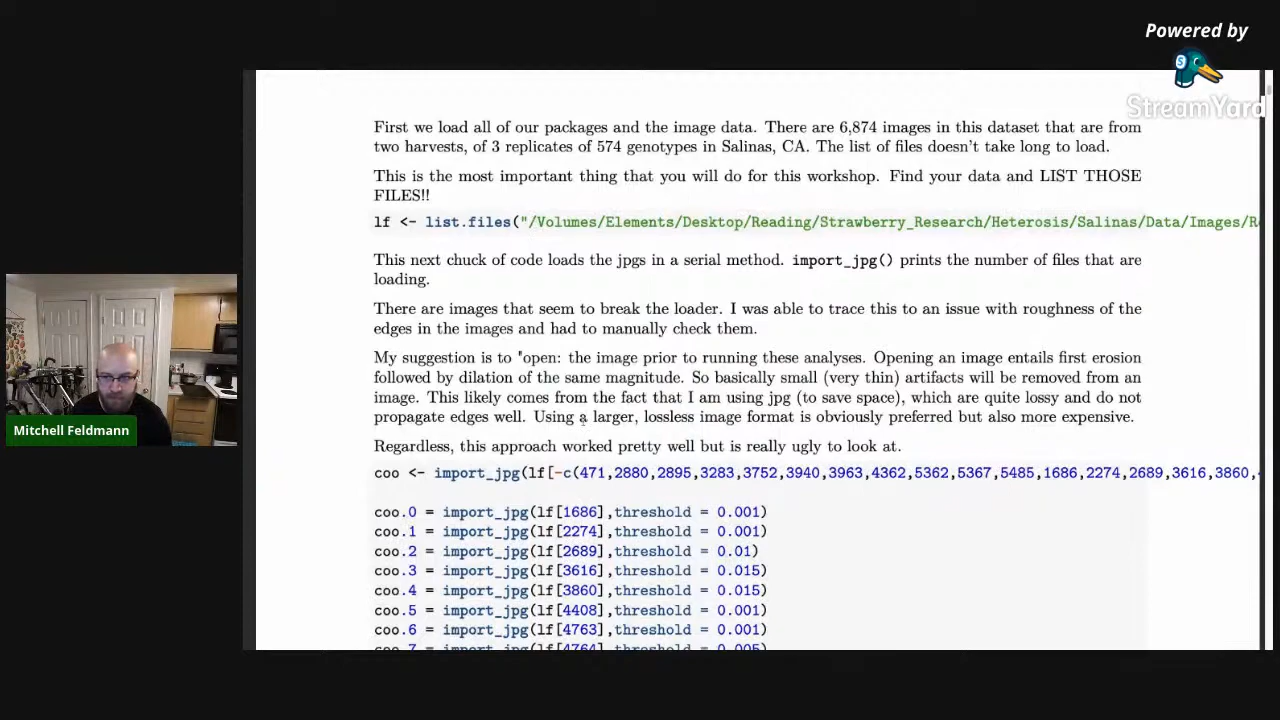 Powered by
StreamYard
First we load all of our packages and the image data. There are 6,874 images in this dataset that are from
two harvests, of 3 replicates of 574 genotypes in Salinas, CA. The list of files doesn't take long to load.
This is the most important thing that you will do for this workshop. Find your data and LIST THOSE
FILES!!
lf <- list.files("/Volumes/Elements/Desktop/Reading/Strawberry_Research/Heterosis/Salinas/Data/Images/R
This next chuck of code loads the jpgs in a serial method. import_jpg() prints the number of files that are
loading.
There are images that seem to break the loader. I was able to trace this to an issue with roughness of the
edges in the images and had to manually check them.
My suggestion is to "open: the image prior to running these analyses. Opening an image entails first erosion
followed by dilation of the same magnitude. So basically small (very thin) artifacts will be removed from an
image. This likely comes from the fact that I am using jpg (to save space), which are quite lossy and do not
propagate edges well. Using a larger, lossless image format is obviously preferred but also more expensive.
Regardless, this approach worked pretty well but is really ugly to look at.
coo <- import_jpg(lf[-c(471,2880,2895,3283,3752,3940,3963,4362,5362,5367,5485,1686,2274,2689,3616,3860,
coo.0 = import_jpg(lf[1686],threshold = 0.001)
coo.1 = import_jpg(lf[2274],threshold = 0.001)
coo.2 = import_jpg(lf[2689],threshold = 0.01)
coo.3 = import_jpg(lf[3616],threshold = 0.015)
coo.4 = import_jpg(lf[3860],threshold = 0.015)
coo.5 = import_jpg(lf[4408],threshold = 0.001)
coo.6 = import_jpg(lf[4763],threshold = 0.001)
coo.7 = import_jpg(lf[4764],threshold = 0.005)
Mitchell Feldmann